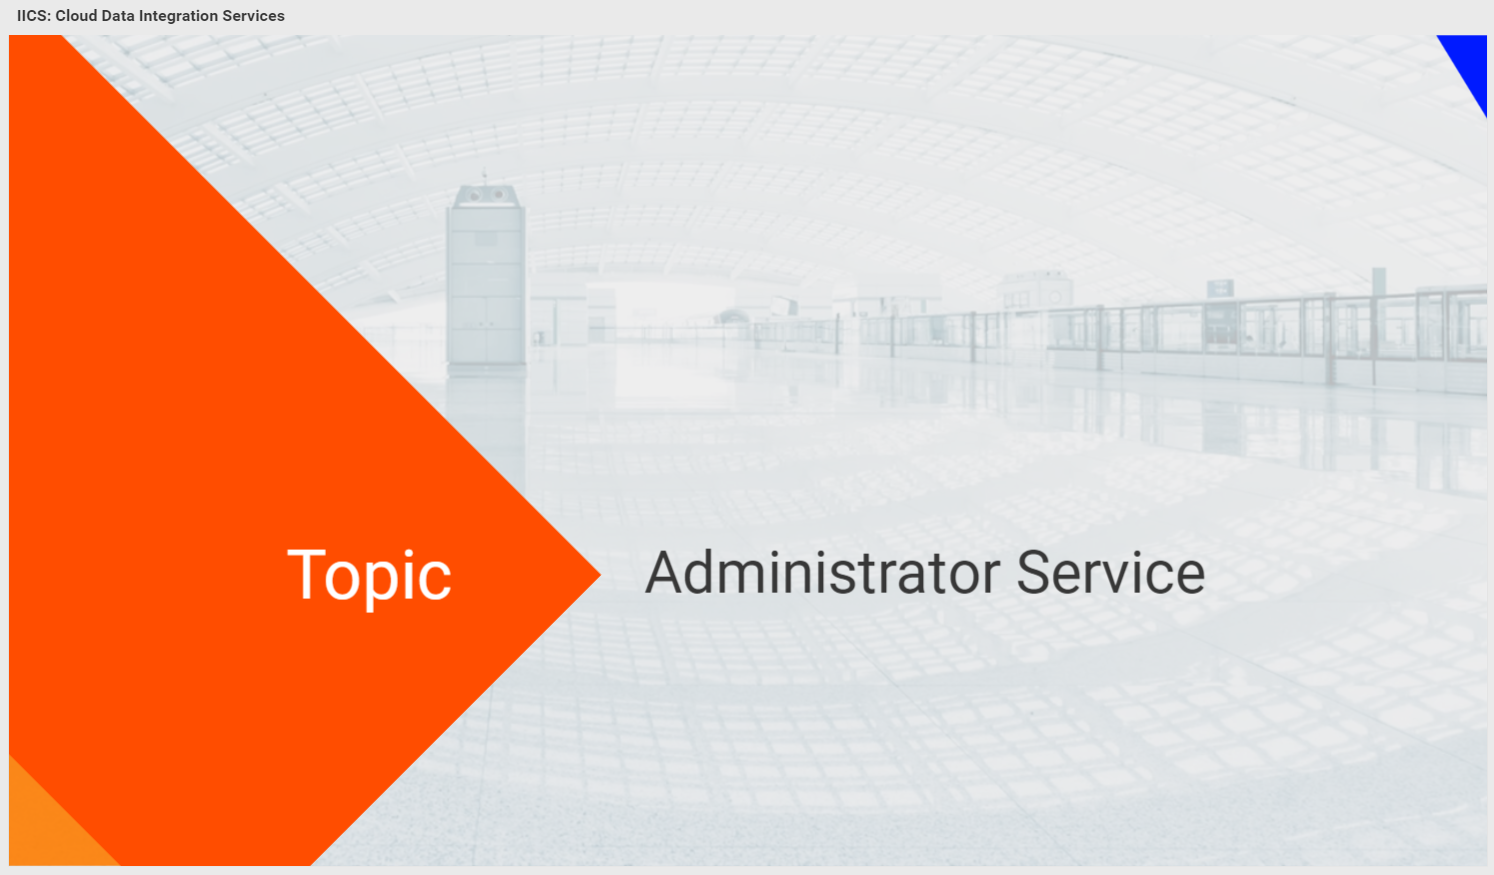 IICS: Cloud Data Integration Services
Topic
Administrator Service